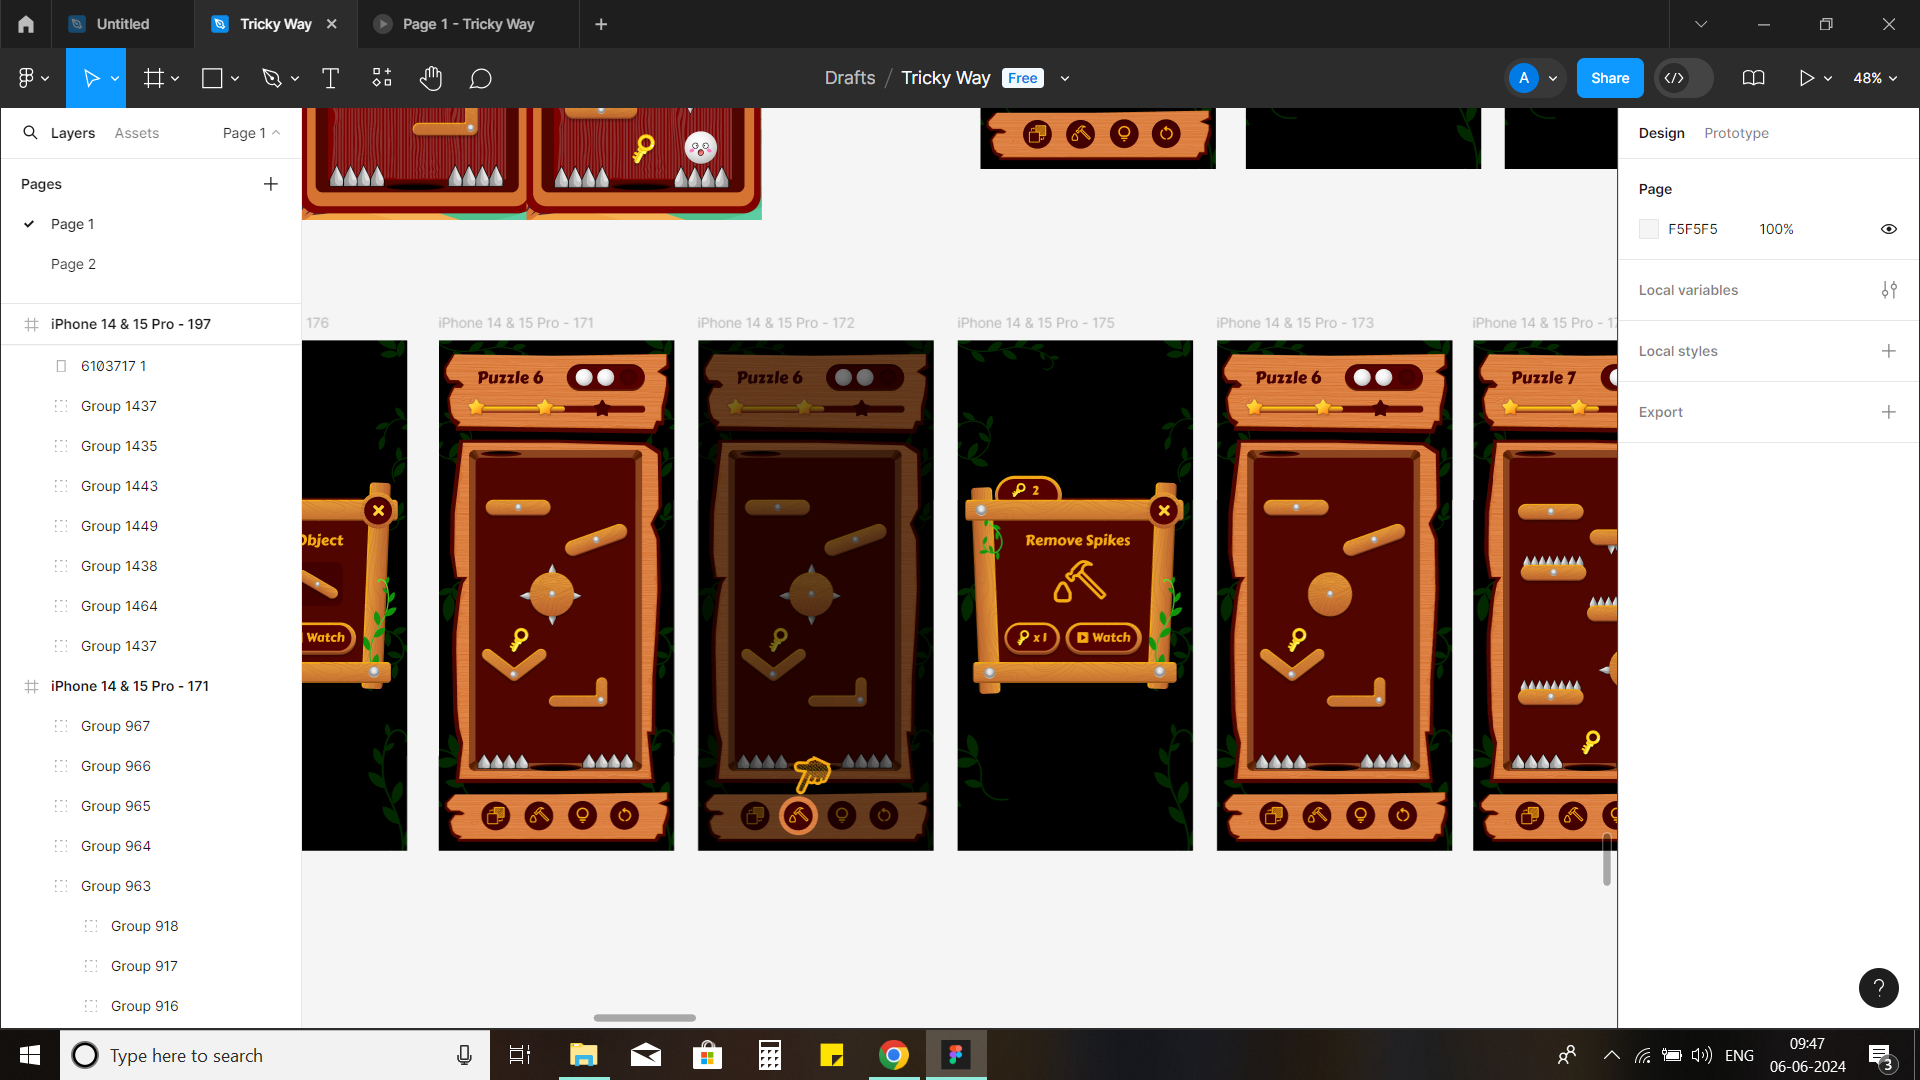 Untitled
Tricky Way
Page 1 - Tricky Way
Drafts / Tricky Way Free
A
Share
48%
Layers
Assets
Page 1
Pages
Page 1
Page 2
iPhone 14 & 15 Pro - 197
6103717 1
Group 1437
Group 1435
Group 1443
Group 1449
Group 1438
Group 1464
Group 1437
iPhone 14 & 15 Pro - 171
Group 967
Group 966
Group 965
Group 964
Group 963
Group 918
Group 917
Group 916
176
iPhone 14 & 15 Pro - 171
iPhone 14 & 15 Pro - 172
iPhone 14 & 15 Pro - 175
iPhone 14 & 15 Pro - 173
iPhone 14 & 15 Pro -
Object
Watch
Puzzle 6
Puzzle 6
2
Remove Spikes
x 1
Watch
Puzzle 6
Puzzle 7
Design
Prototype
Page
F5F5F5
100%
Local variables
Local styles
Export
?
Type here to search
ENG
09:47
06-06-2024
3